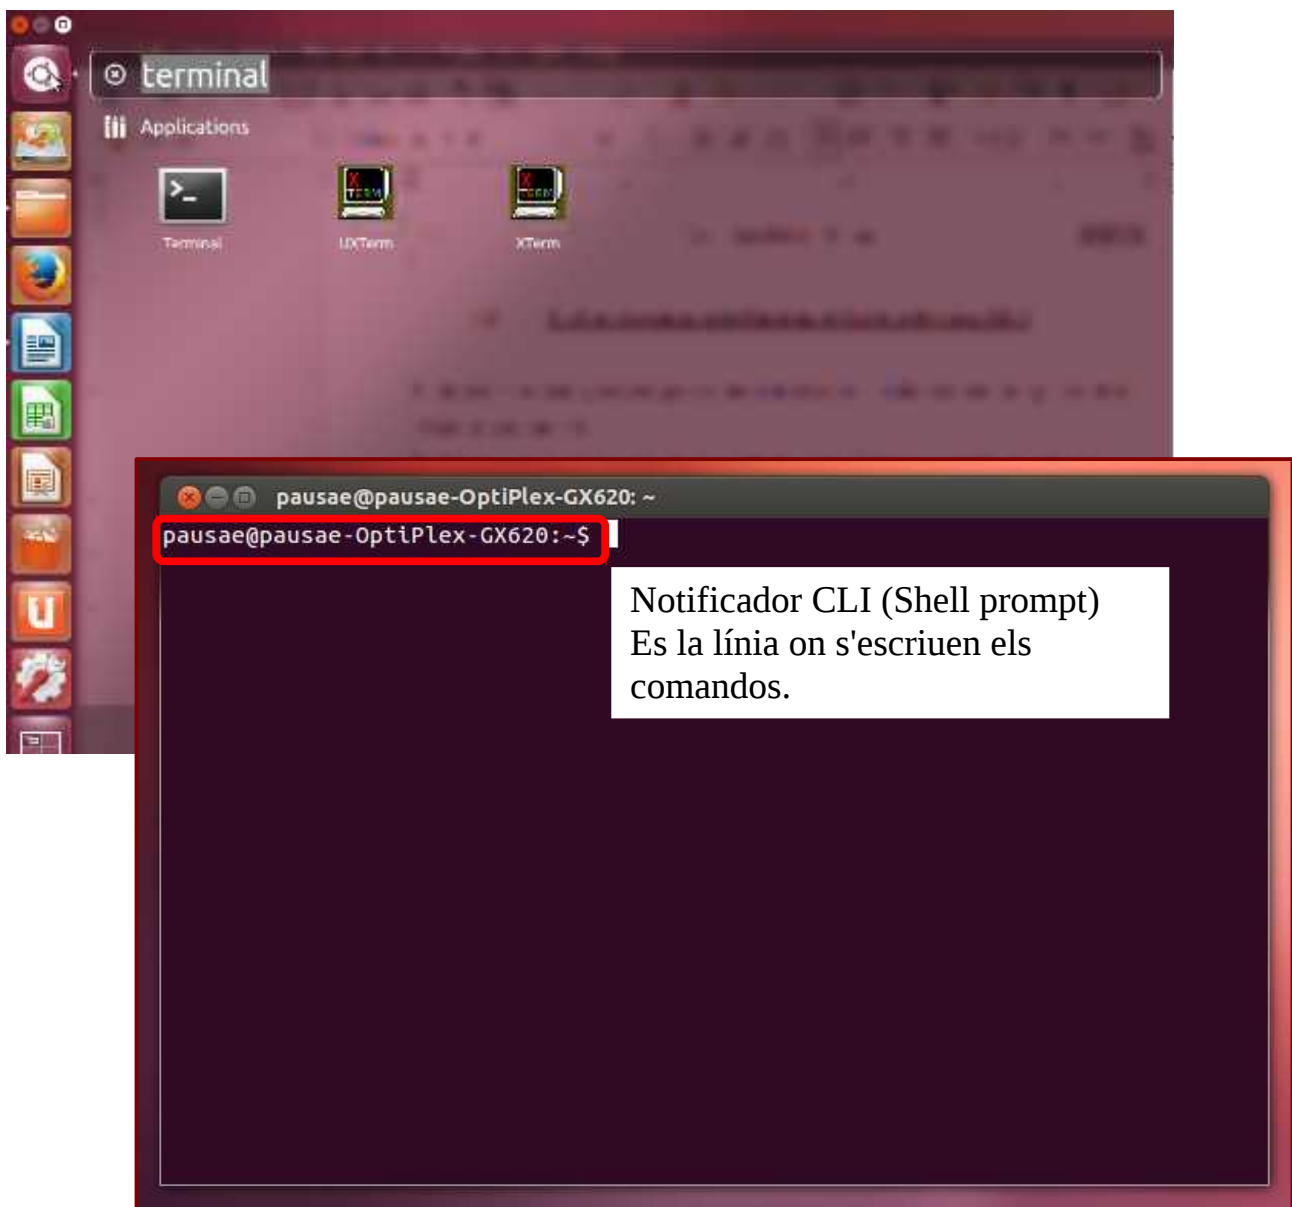 terminal
Applications
Terminal
UXTerm
XTerm
pausae@pausae-OptiPlex-GX620: ~
pausae@pausae-OptiPlex-GX620:~$
Notificador CLI (Shell prompt)
Es la línia on s'escriuen els
comandos.